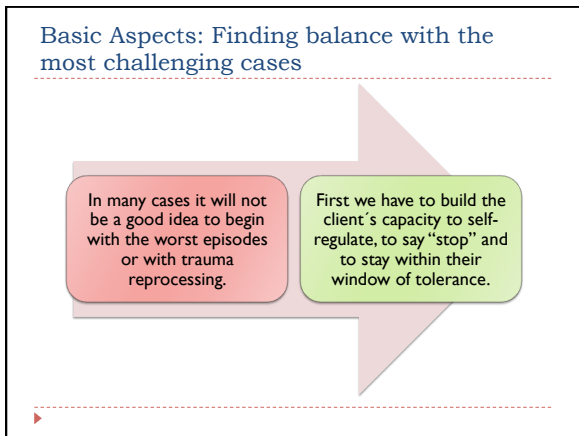 Basic Aspects: Finding balance with the
most challenging cases
In many cases it will not
be a good idea to begin
with the worst episodes
or with trauma
reprocessing.
First we have to build the
client´s capacity to self-
regulate, to say “stop” and
to stay within their
window of tolerance.